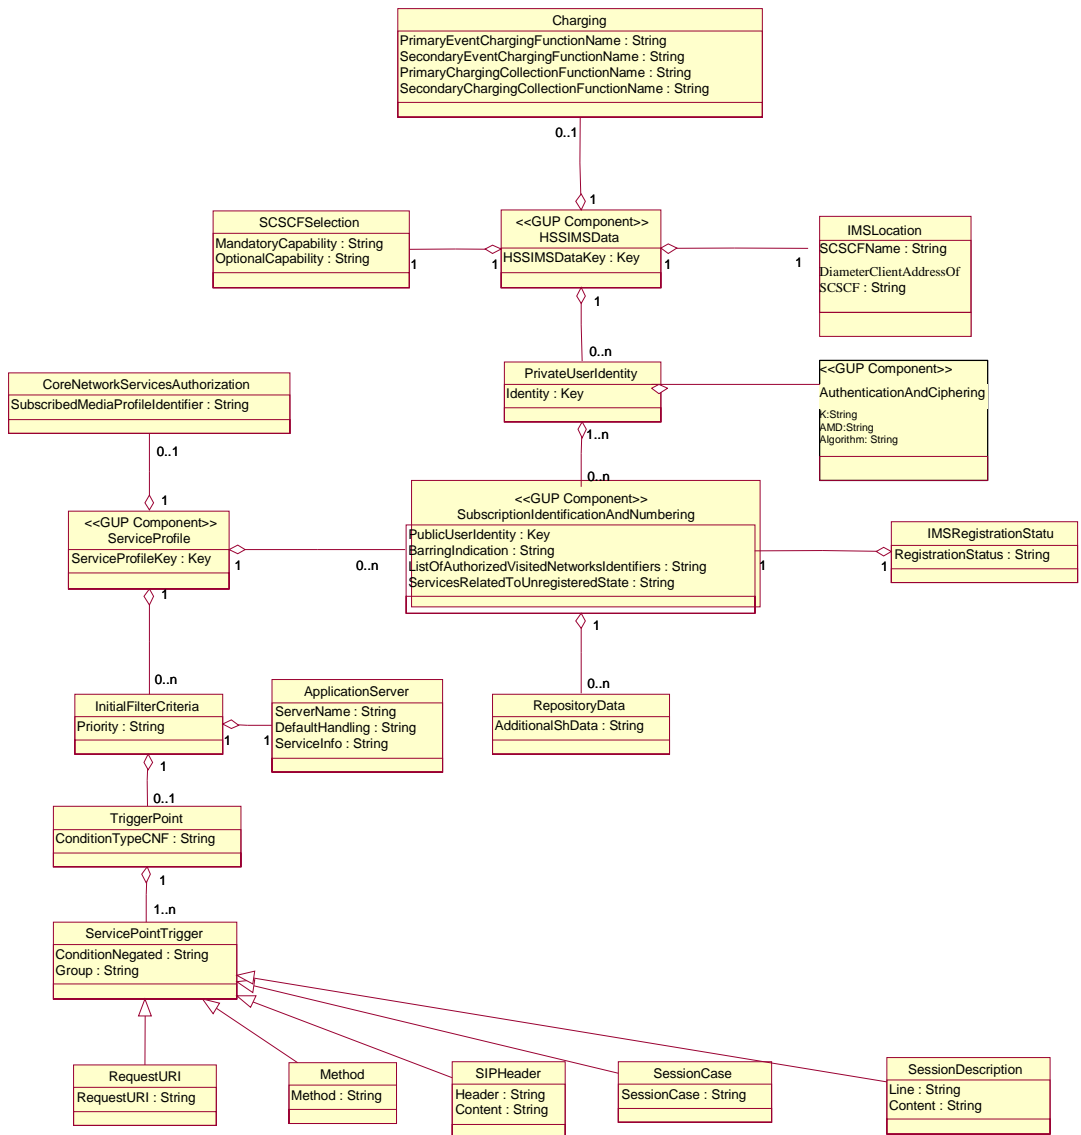 Charging
PrimaryEventChargingFunctionName : String
SecondaryEventChargingFunctionName : String
PrimaryChargingCollectionFunctionName : String
SecondaryChargingCollectionFunctionName : String
0..1
1
SCSCFSelection
MandatoryCapability : String
OptionalCapability : String
1
1
<<GUP Component>>
HSSIMSData
HSSIMSDataKey : Key
1
1
IMSLocation
SCSCFName : String
DiameterClientAddressOf
SCSCF : String
1
0..n
PrivateUserIdentity
Identity : Key
<<GUP Component>>
AuthenticationAndCiphering
K:String
AMD:String
Algorithm: String
CoreNetworkServicesAuthorization
SubscribedMediaProfileIdentifier : String
0..1
1
1..n
0..n
<<GUP Component>>
ServiceProfile
ServiceProfileKey : Key
1
0..n
<<GUP Component>>
SubscriptionIdentificationAndNumbering
PublicUserIdentity : Key
BarringIndication : String
ListOfAuthorizedVisitedNetworksIdentifiers : String
ServicesRelatedToUnregisteredState : String
1
1
IMSRegistrationStatu
RegistrationStatus : String
1
0..n
1
0..n
InitialFilterCriteria
Priority : String
1
1
ApplicationServer
ServerName : String
DefaultHandling : String
ServiceInfo : String
RepositoryData
AdditionalShData : String
1
0..1
TriggerPoint
ConditionTypeCNF : String
1
1..n
ServicePointTrigger
ConditionNegated : String
Group : String
RequestURI
RequestURI : String
Method
Method : String
SIPHeader
Header : String
Content : String
SessionCase
SessionCase : String
SessionDescription
Line : String
Content : String